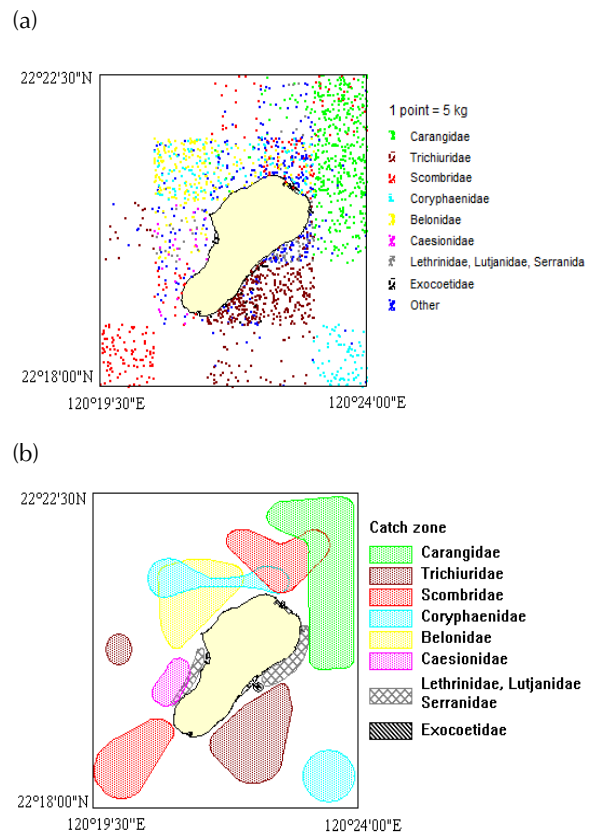 (a)
22°22'30"N
22°18'00"N
120°19'30"E
120°24'00"E
1 point = 5 kg
Carangidae
Trichiuridae
Scombridae
Coryphaenidae
Belonidae
Caesionidae
Lethrinidae, Lutjanidae, Serranida
Exocoetidae
Other
(b)
22°22'30N
22°18'00"N
120°19'30"E
120°24'00"E
Catch zone
Carangidae
Trichiuridae
Scombridae
Coryphaenidae
Belonidae
Caesionidae
Lethrinidae, Lutjanidae
Serranidae
Exocoetidae